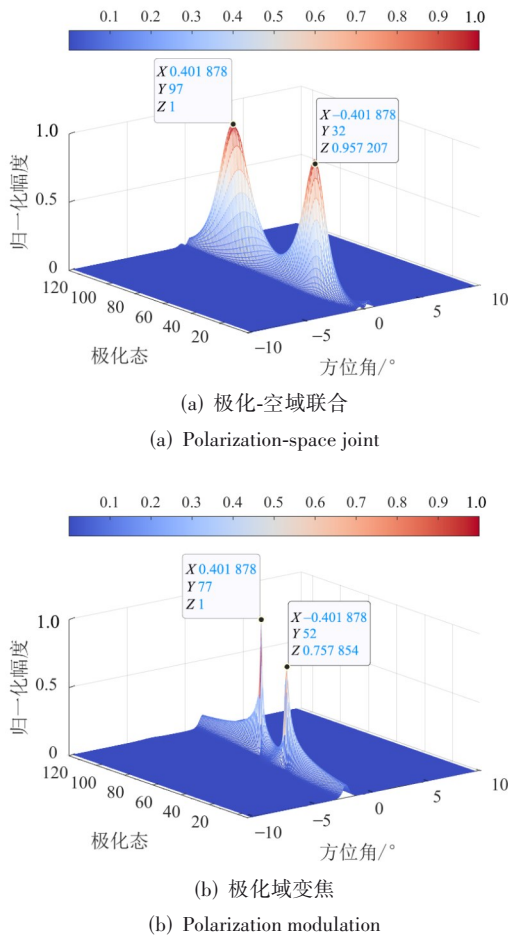 0.1 0.2 0.3 0.4 0.5 0.6 0.7 0.8 0.9 1.0
X 0.401 878
Y 97
Z 1
X −0.401 878
Y 32
Z 0.957 207
1.0
0.5
0
归一化幅度
120 100 80 60 40 20
极化态
−10 −5 0 5 10
方位角/°
(a) 极化-空域联合
(a) Polarization-space joint
0.1 0.2 0.3 0.4 0.5 0.6 0.7 0.8 0.9 1.0
X 0.401 878
Y 77
Z 1
X −0.401 878
Y 52
Z 0.757 854
1.0
0.5
0
归一化幅度
120 100 80 60 40 20
极化态
−10 −5 0 5 10
方位角/°
(b) 极化域变焦
(b) Polarization modulation